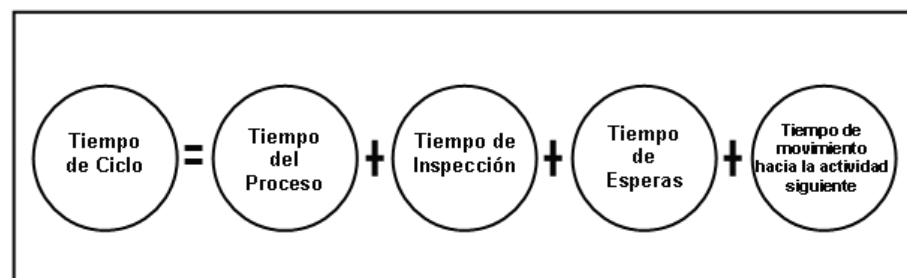 Tiempo
de Ciclo
=
Tiempo
del
Proceso
+
Tiempo de
Inspección
+
Tiempo
de
Esperas
+
Tiempo de
movimiento
hacia la actividad
siguiente